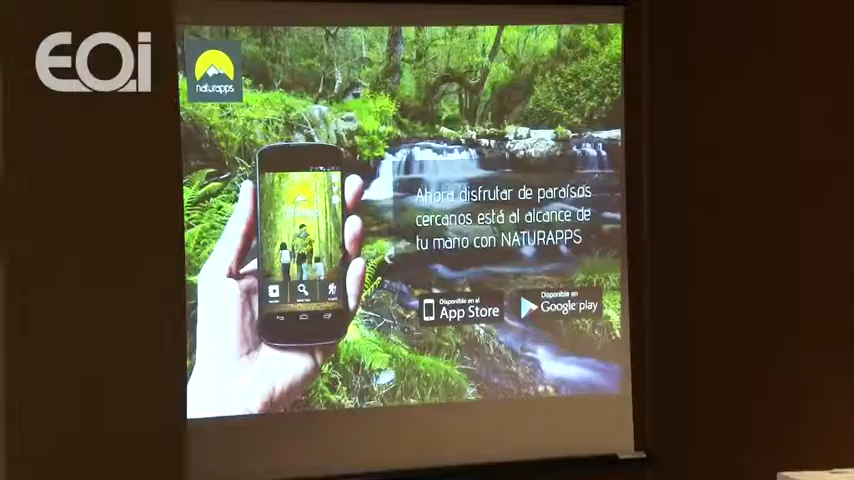 EOi
naturapps
Ahora disfrutar de paraísos
cercanos está al alcance de
tu mano con NATURAPPS
Disponible en el
App Store
Disponible en
Google play